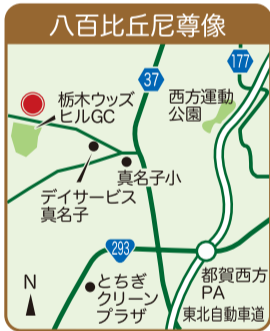 八百比丘尼尊像
177
37
栃木ウッズ
ヒルGC
西方運動
公園
真名子小
デイサービス
真名子
293
都賀西方
PA
N
とちぎ
クリーン
プラザ
東北自動車道